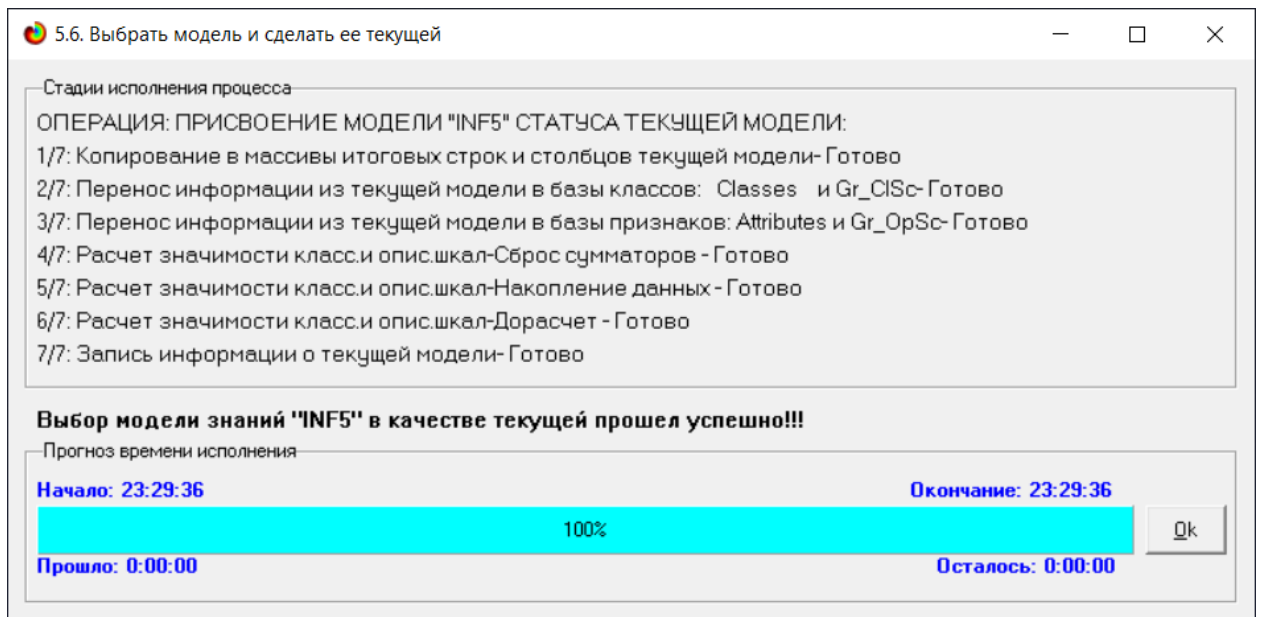 5.6. Выбрать модель и сделать ее текущей
Стадии исполнения процесса
ОПЕРАЦИЯ: ПРИСВОЕНИЕ МОДЕЛИ "INF5" СТАТУСА ТЕКУЩЕЙ МОДЕЛИ:
1/7: Копирование в массивы итоговых строк и столбцов текущей модели- Готово
2/7: Перенос информации из текущей модели в базы классов: Classes и Gr_ClSc- Готово
3/7: Перенос информации из текущей модели в базы признаков: Attributes и Gr_OpSc- Готово
4/7: Расчет значимости класс.и опис.шкал-Сброс сумматоров - Готово
5/7: Расчет значимости класс.и опис.шкал-Накопление данных - Готово
6/7: Расчет значимости класс.и опис.шкал-Дорасчет - Готово
7/7: Запись информации о текущей модели- Готово
Выбор модели знаний "INF5" в качестве текущей прошел успешно!!!
Прогноз времени исполнения
Начало: 23:29:36 Окончание: 23:29:36
100% Ok
Прошло: 0:00:00 Осталось: 0:00:00